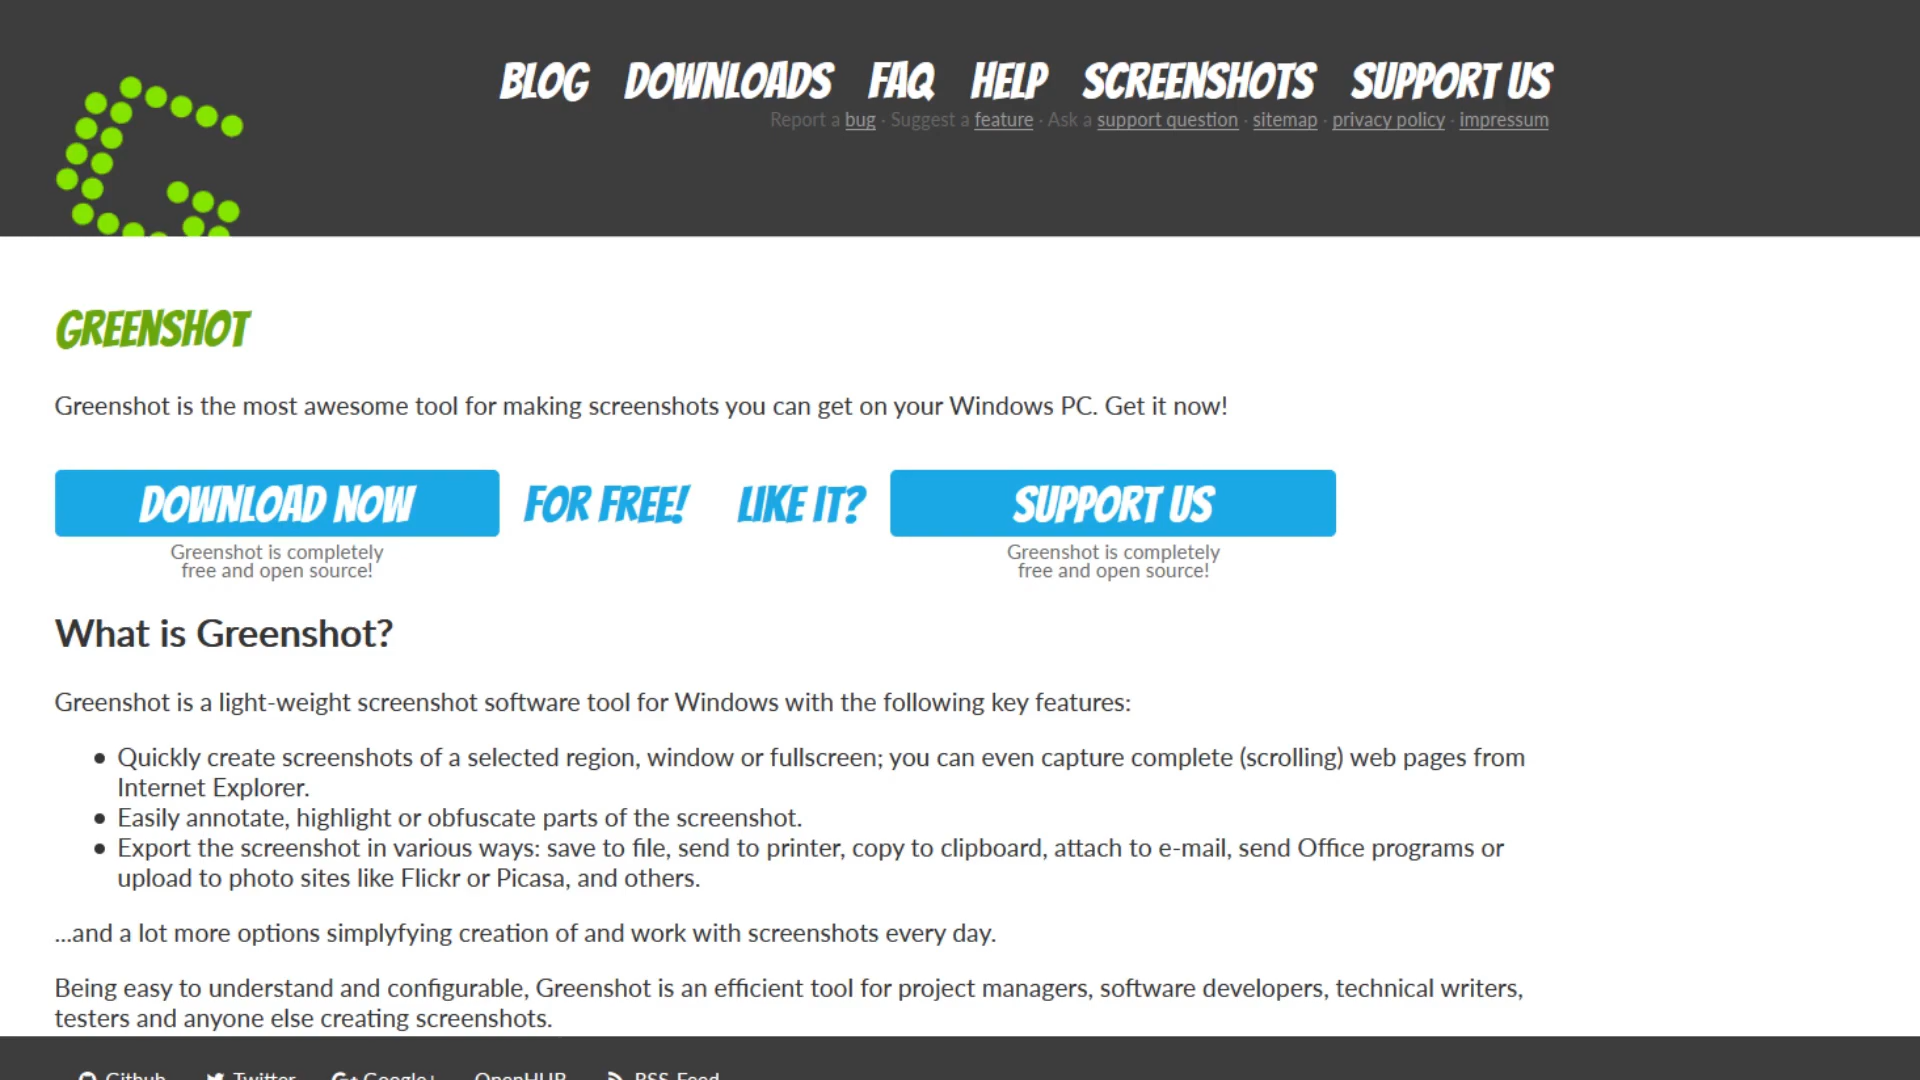 BLOG DOWNLOADS FAQ HELP SCREENSHOTS SUPPORT US
Report a bug · Suggest a feature · Ask a support question · sitemap · privacy policy · impressum
GREENSHOT
Greenshot is the most awesome tool for making screenshots you can get on your Windows PC. Get it now!
DOWNLOAD NOW FOR FREE! LIKE IT? SUPPORT US
Greenshot is completely
free and open source!
Greenshot is completely
free and open source!
What is Greenshot?
Greenshot is a light-weight screenshot software tool for Windows with the following key features:
Quickly create screenshots of a selected region, window or fullscreen; you can even capture complete (scrolling) web pages from
Internet Explorer.
Easily annotate, highlight or obfuscate parts of the screenshot.
Export the screenshot in various ways: save to file, send to printer, copy to clipboard, attach to e-mail, send Office programs or
upload to photo sites like Flickr or Picasa, and others.
...and a lot more options simplyfying creation of and work with screenshots every day.
Being easy to understand and configurable, Greenshot is an efficient tool for project managers, software developers, technical writers,
testers and anyone else creating screenshots.
Github Twitter Google+ OpenHUB RSS-Feed